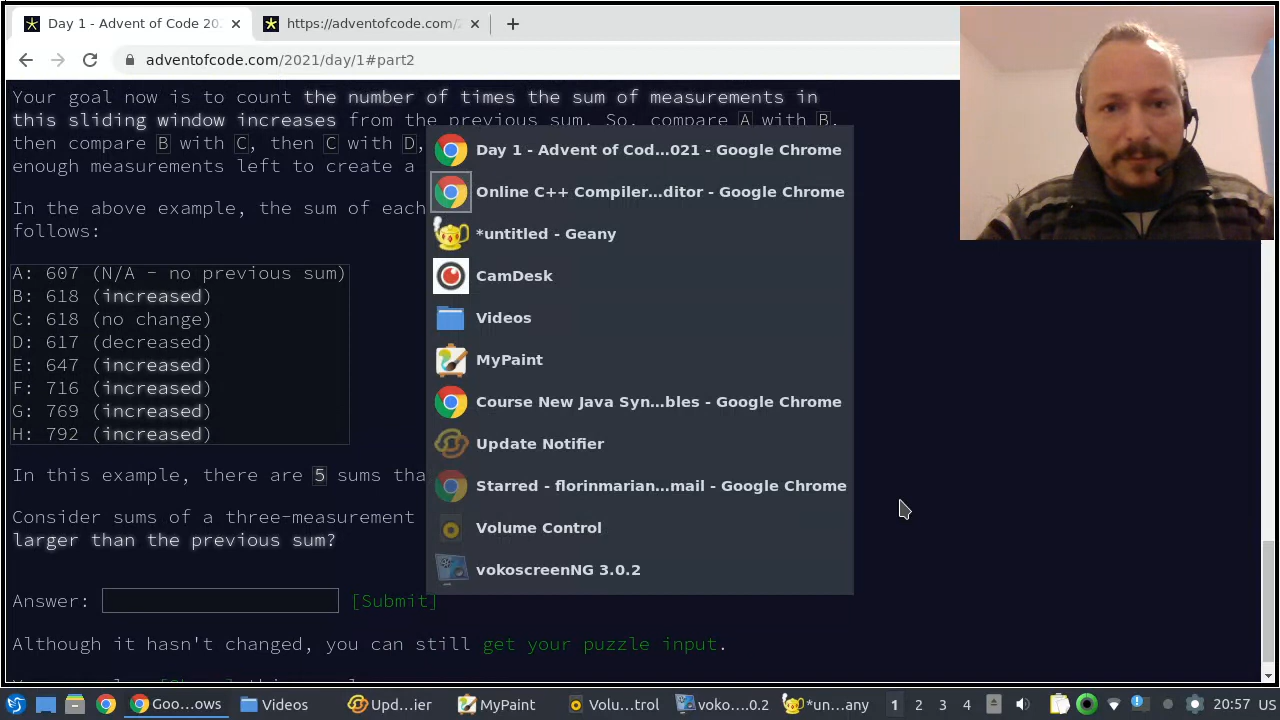 Day 1 - Advent of Code 20
https://adventofcode.com/2
adventofcode.com/2021/day/1#part2
Your goal now is to count the number of times the sum of measurements in
this sliding window increases from the previous sum. So, compare A with B,
then compare B with C, then C with D,
enough measurements left to create a
In the above example, the sum of each
follows:
A: 607 (N/A - no previous sum)
B: 618 (increased)
C: 618 (no change)
D: 617 (decreased)
E: 647 (increased)
F: 716 (increased)
G: 769 (increased)
H: 792 (increased)
In this example, there are 5 sums tha
Consider sums of a three-measurement
larger than the previous sum?
Answer: [Submit]
Although it hasn't changed, you can still get your puzzle input.
Day 1 - Advent of Cod...021 - Google Chrome
Online C++ Compiler...ditor - Google Chrome
*untitled - Geany
CamDesk
Videos
MyPaint
Course New Java Syn...bles - Google Chrome
Update Notifier
Starred - florinmarian...mail - Google Chrome
Volume Control
vokoscreenNG 3.0.2
Goo...ows
Videos
Upd...ier
MyPaint
Volu...trol
voko...0.2
*un...any
1 2 3 4
20:57 US